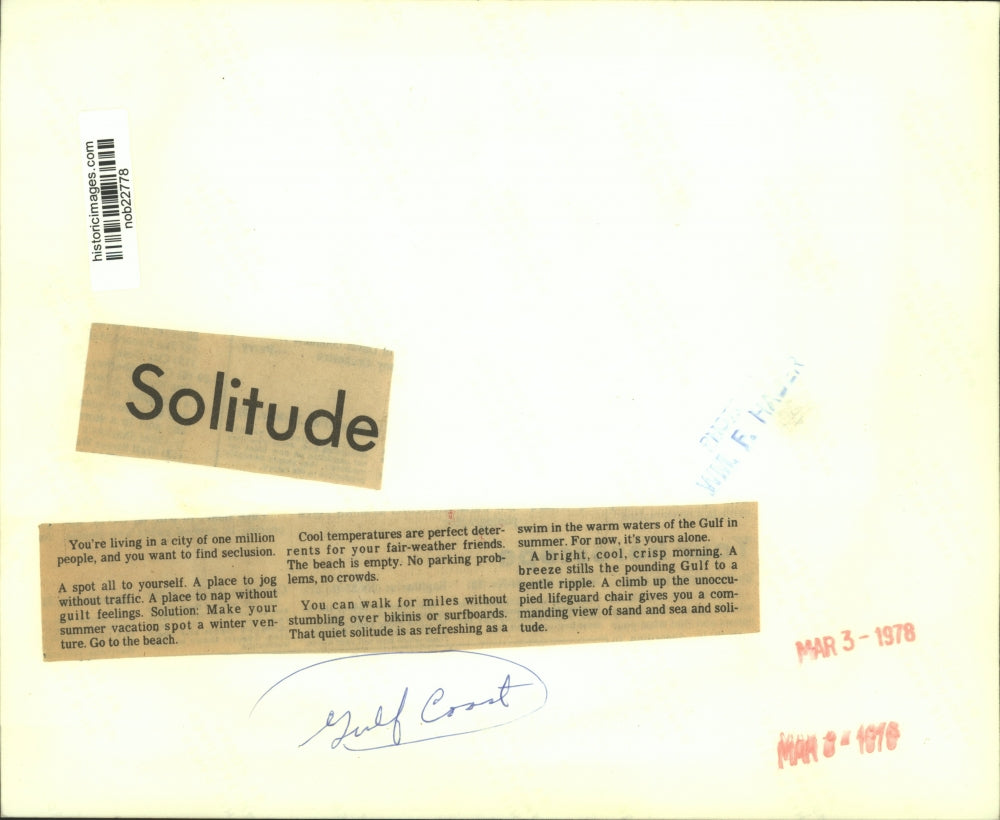 historicimages.com
nob22778
Solitude
You're living in a city of one million
people, and you want to find seclusion.
A spot all to yourself. A place to jog
without traffic. A place to nap without
guilt feelings. Solution: Make your
summer vacation spot a winter ven-
ture. Go to the beach.
Cool temperatures are perfect deter-
rents for your fair-weather friends.
The beach is empty. No parking prob-
lems, no crowds.
You can walk for miles without
stumbling over bikinis or surfboards.
That quiet solitude is as refreshing as a
swim in the warm waters of the Gulf in
summer. For now, it's yours alone.
A bright, cool, crisp morning. A
breeze stills the pounding Gulf to a
gentle ripple. A climb up the unoccu-
pied lifeguard chair gives you a com-
manding view of sand and sea and soli-
tude.
WM. F.
MAR 3 - 1978
MAR
Gulf Coast